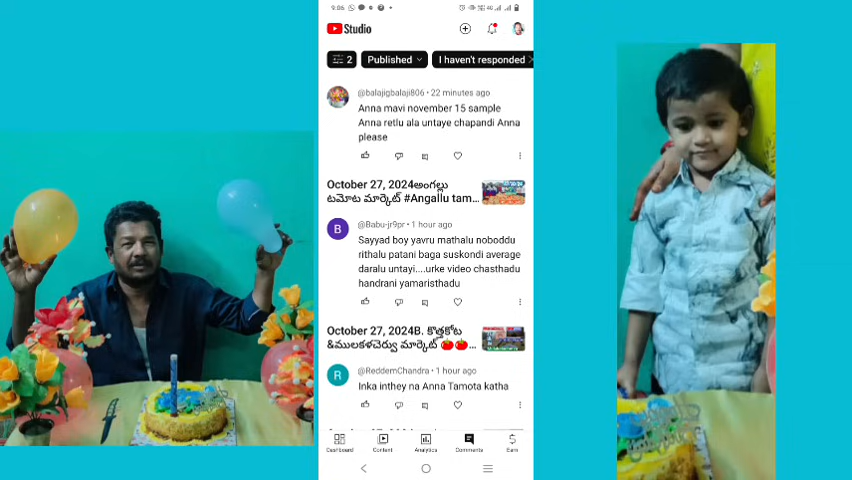 9:06
Studio
2
Published
I haven't responded
@balajigbalaji806 • 22 minutes ago
Anna mavi november 15 sample
Anna retlu ala untaye chapandi Anna
please
October 27, 2024అంగల్లు
టమోట మార్కెట్ #Angallu tam...
B
@Babu-jr9pr • 1 hour ago
Sayyad boy yavru mathalu noboddu
rithalu patani baga suskondi average
daralu untayi....urke video chasthadu
handrani yamaristhadu
October 27, 2024B. కొత్తకోట
&ములకళచెర్వు మార్కెట్ 🍅🍅...
R
@ReddemChandra • 1 hour ago
Inka inthey na Anna Tamota katha
Dashboard
Content
Analytics
Comments
Earn